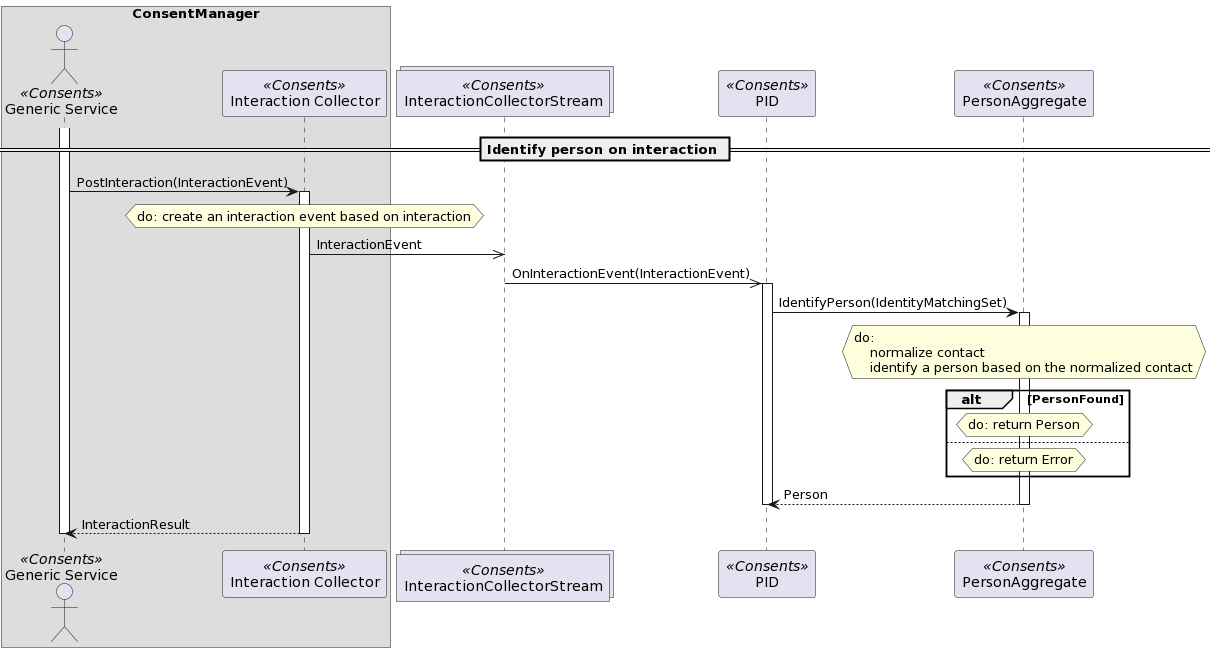 ConsentManager
«Consents»
Generic Service
«Consents»
Interaction Collector
«Consents»
InteractionCollectorStream
«Consents»
PID
«Consents»
PersonAggregate
Identify person on interaction
PostInteraction(InteractionEvent)
do: create an interaction event based on interaction
InteractionEvent
OnInteractionEvent(InteractionEvent)
IdentifyPerson(IdentityMatchingSet)
do:
normalize contact
identify a person based on the normalized contact
alt [PersonFound]
do: return Person
do: return Error
Person
InteractionResult
«Consents»
Generic Service
«Consents»
Interaction Collector
«Consents»
InteractionCollectorStream
«Consents»
PID
«Consents»
PersonAggregate